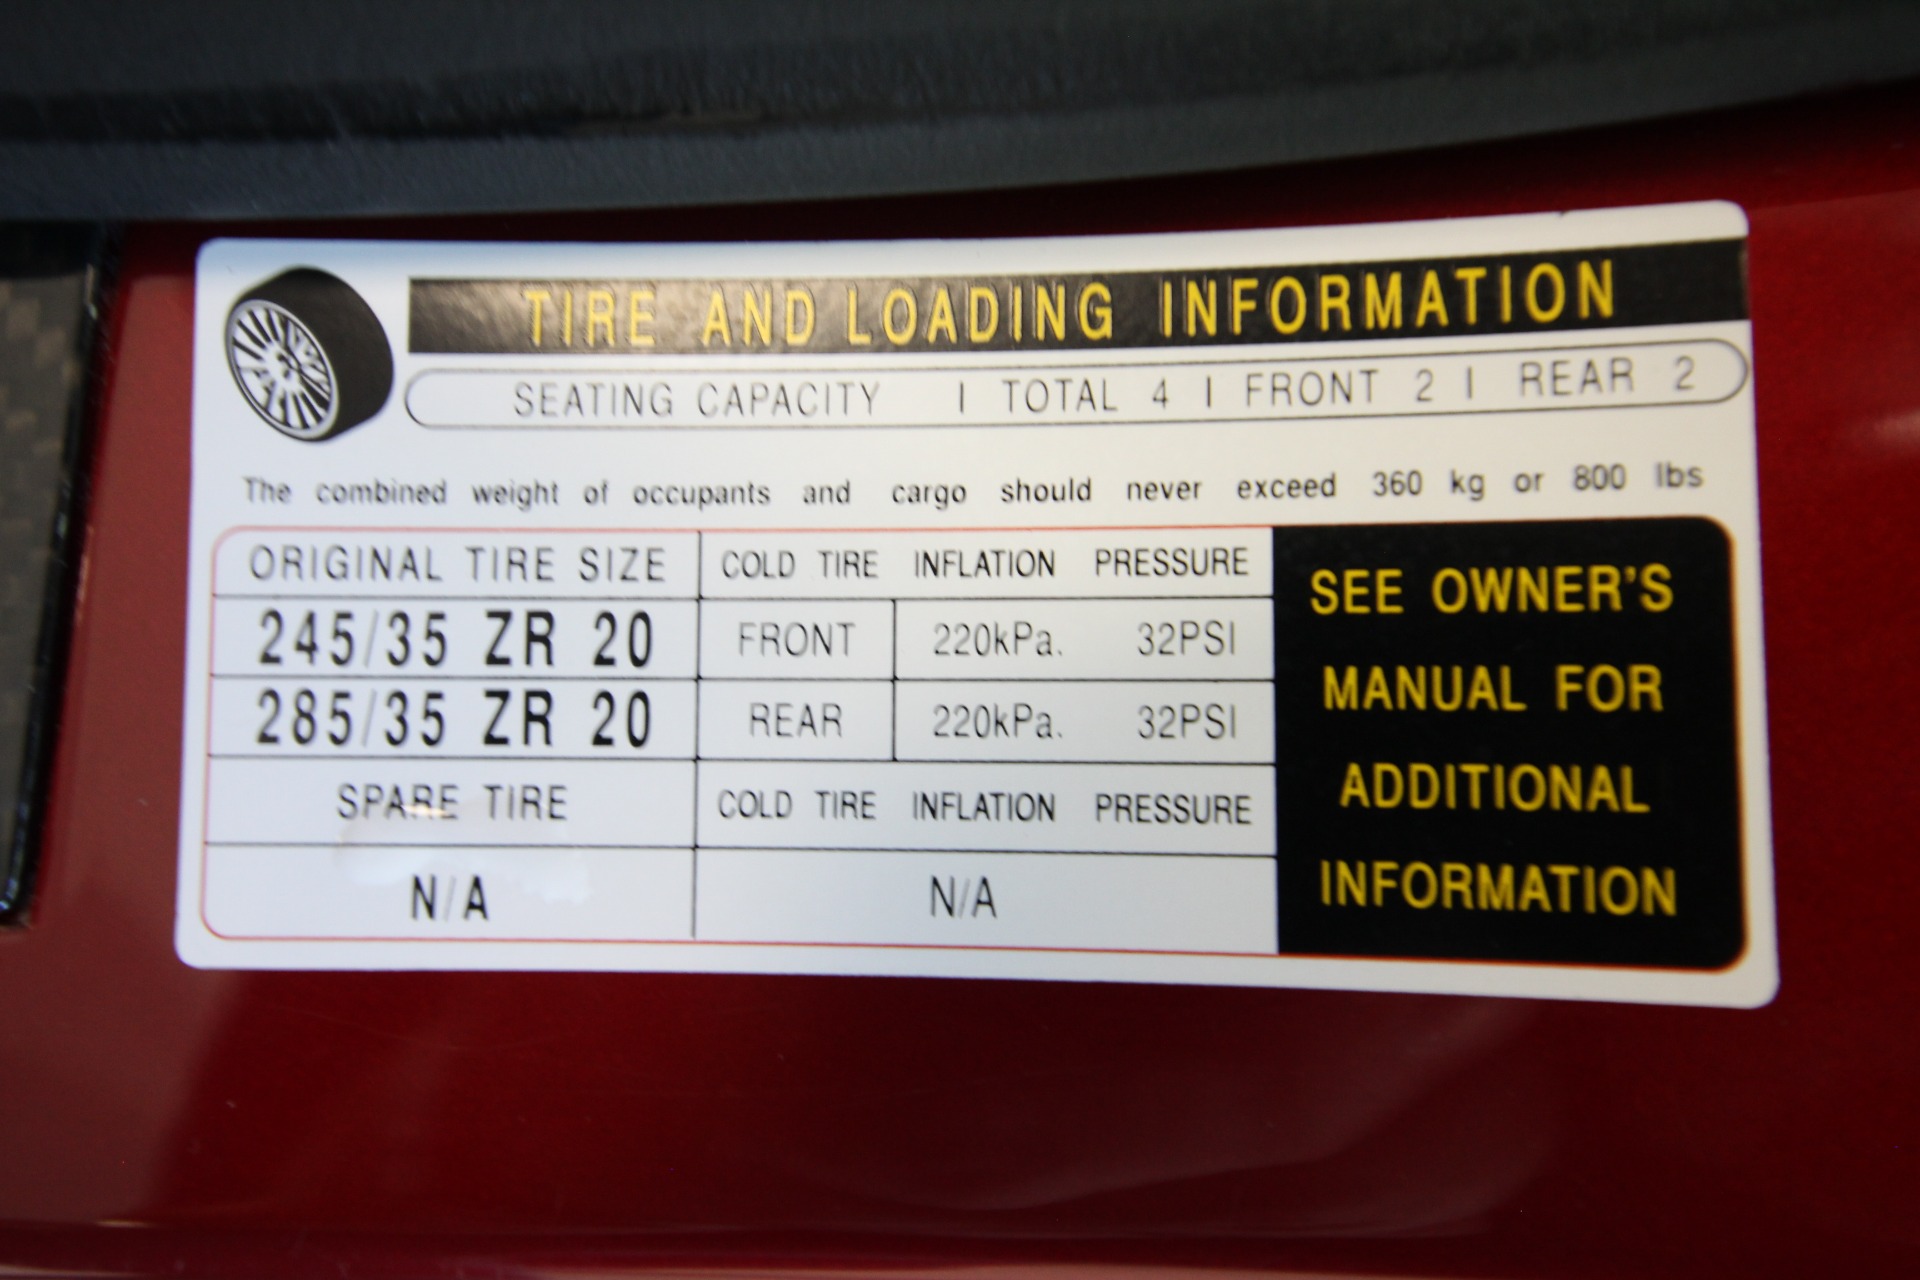 TIRE AND LOADING INFORMATION
SEATING CAPACITY | TOTAL 4 | FRONT 2 | REAR 2
The combined weight of occupants and cargo should never exceed 360 kg or 800 lbs
ORIGINAL TIRE SIZE COLD TIRE INFLATION PRESSURE
245/35 ZR 20 FRONT 220kPa. 32PSI
285/35 ZR 20 REAR 220kPa. 32PSI
SPARE TIRE COLD TIRE INFLATION PRESSURE
N/A N/A
SEE OWNER'S
MANUAL FOR
ADDITIONAL
INFORMATION